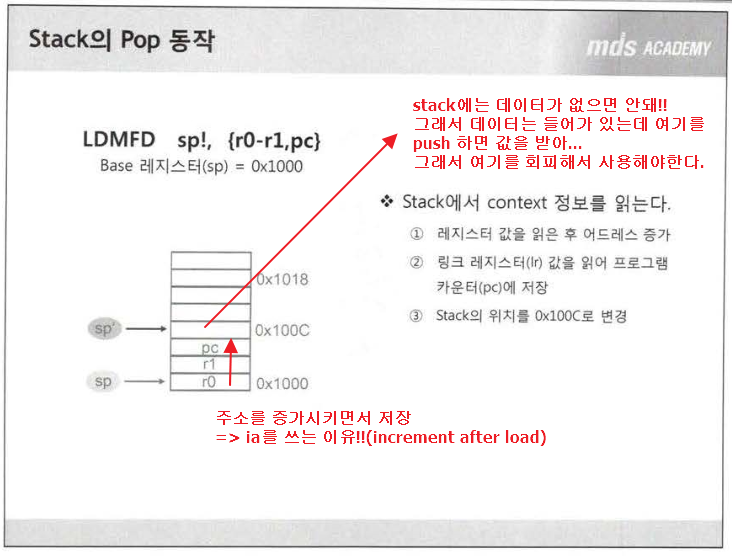 Stack의 Pop 동작
mds ACADEMY
stack에는 데이터가 없으면 안돼!!
그래서 데이터는 들어가 있는데 여기를
push 하면 값을 받아...
그래서 여기를 회피해서 사용해야한다.
LDMFD sp!, {r0-r1,pc}
Base 레지스터(sp) = 0x1000
❖ Stack에서 context 정보를 읽는다.
① 레지스터 값을 읽은 후 어드레스 증가
② 링크 레지스터(lr) 값을 읽어 프로그램
카운터(pc)에 저장
③ Stack의 위치를 0x100C로 변경
0x1018
sp'
0x100C
pc
r1
sp
r0
0x1000
주소를 증가시키면서 저장
=> ia를 쓰는 이유!!(increment after load)